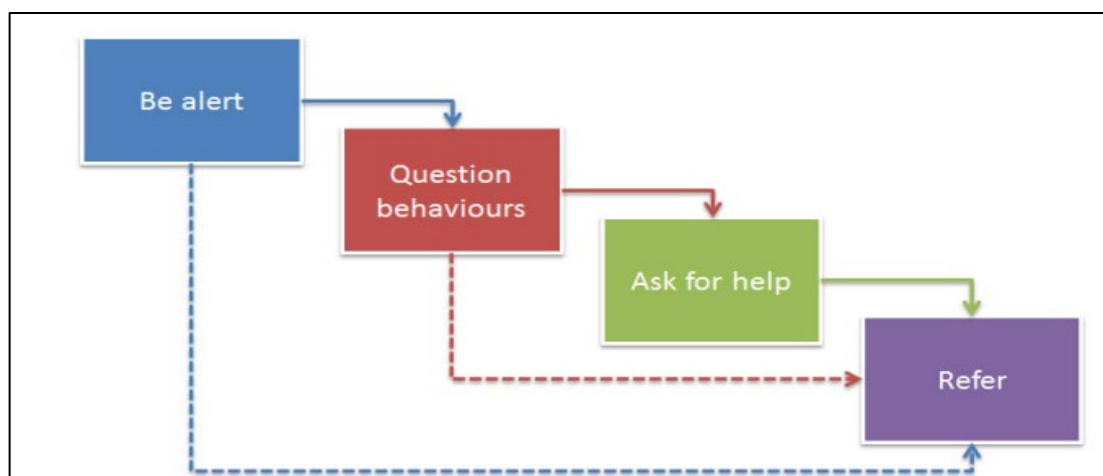 Be alert
Question
behaviours
Ask for help
Refer